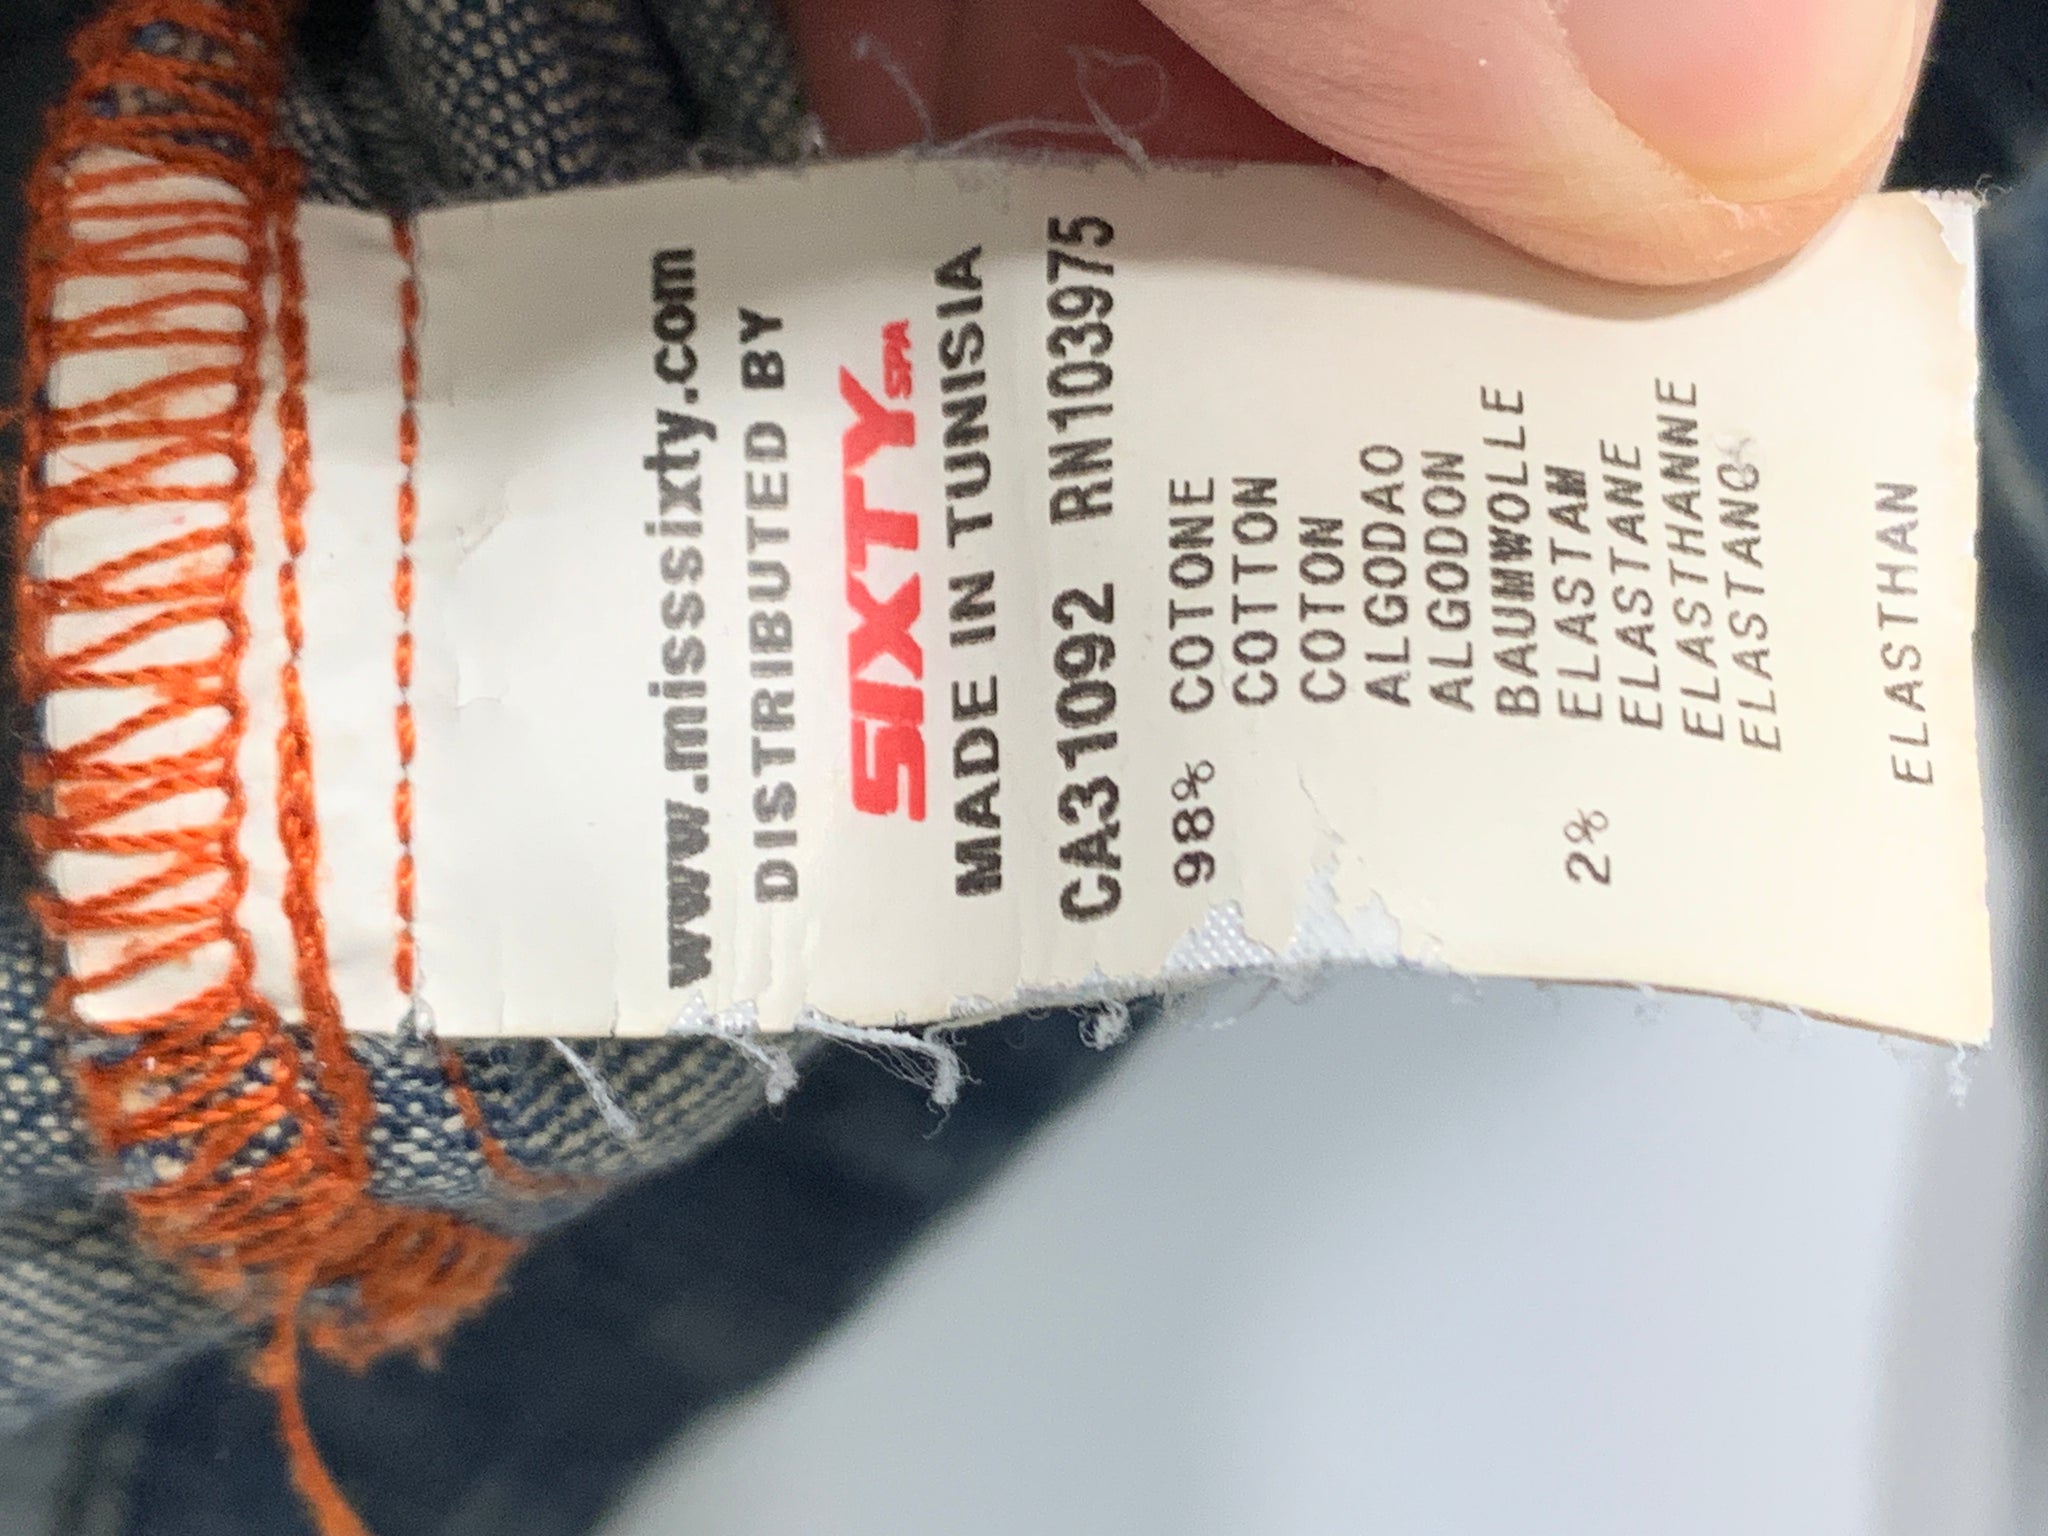 www.misssixty.com
DISTRIBUTED BY
SIXTY SPA
MADE IN TUNISIA
CA31092 RN103975
98% COTONE
COTTON
COTON
ALGODAO
ALGODON
BAUMWOLLE
2% ELASTAM
ELASTANE
ELASTHANNE
ELASTANO
ELASTHAN